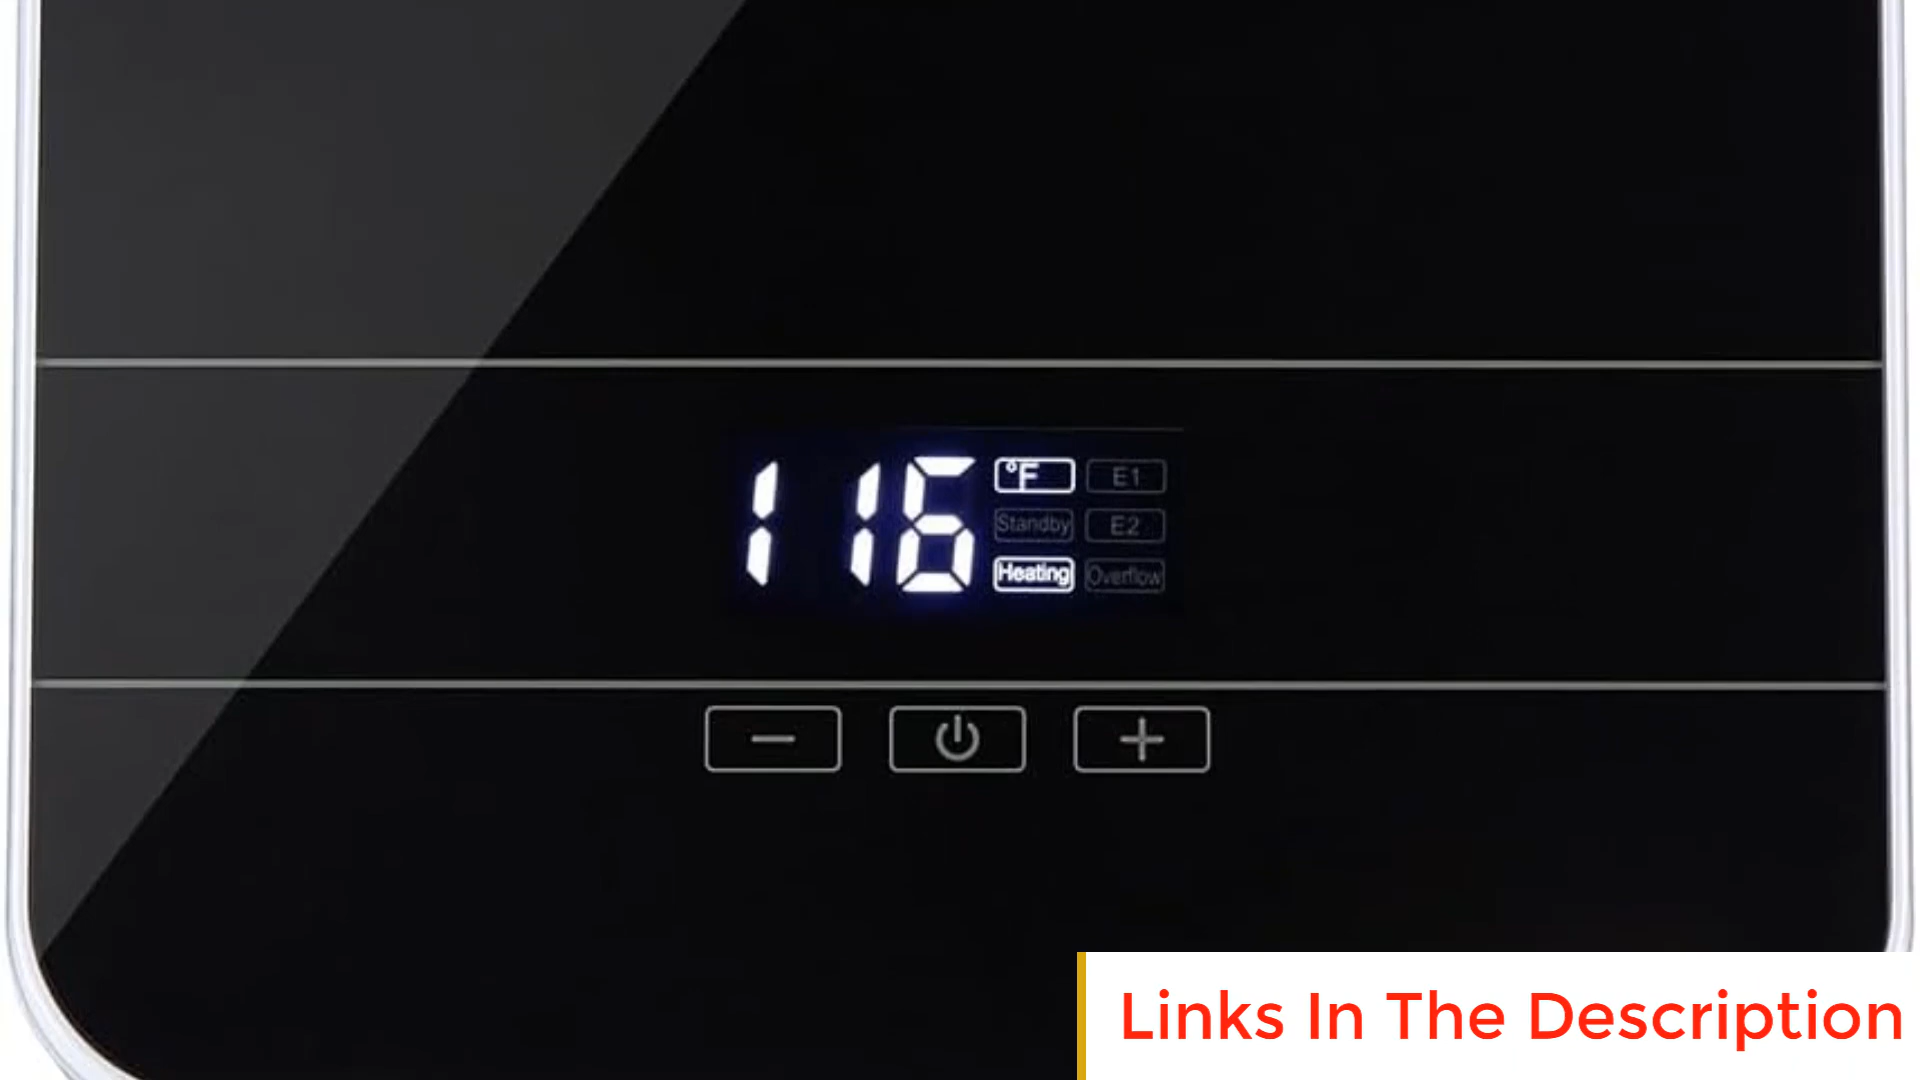 116 °F E1
Standby E2
Heating Overflow
Links In The Description